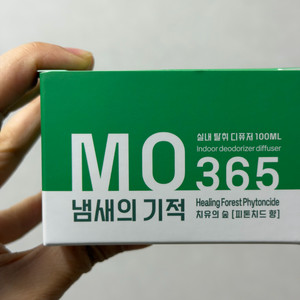 실내 탈취 디퓨저 100ML
Indoor deodorizer diffuser
MO 365
냄새의 기적
Healing Forest Phytoncide
치유의 숲 [피톤치드 향]